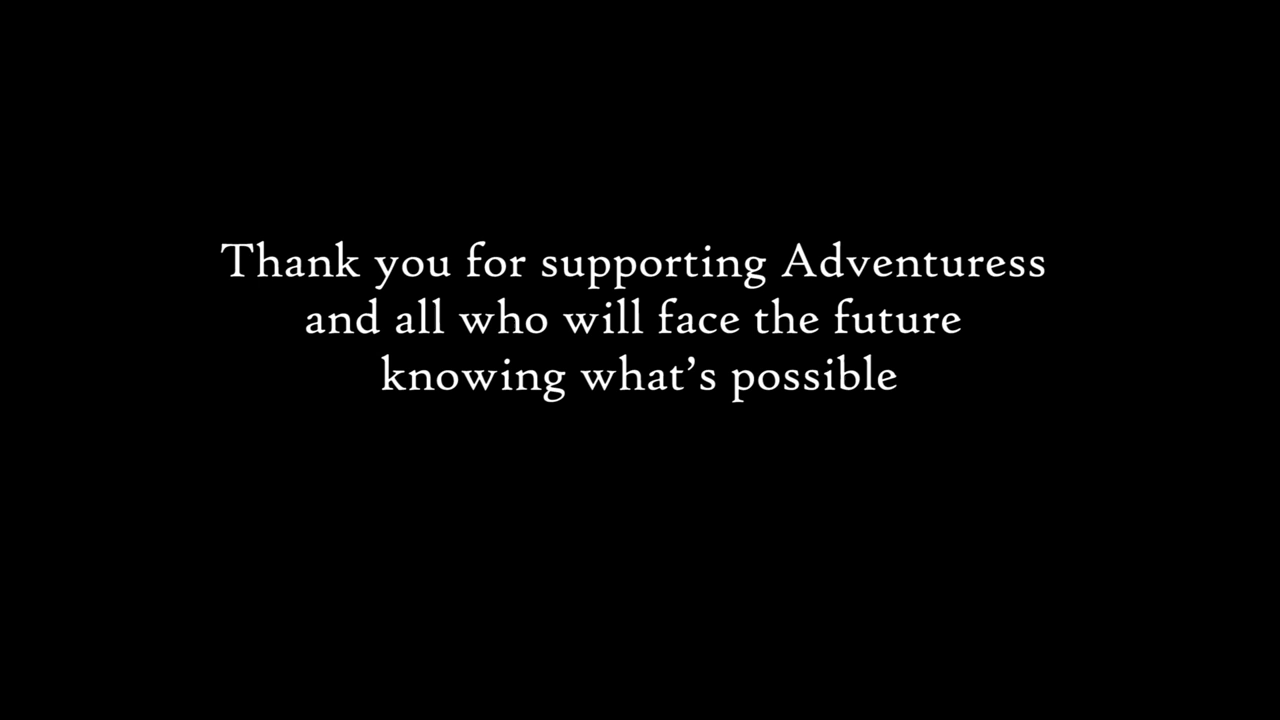 Thank you for supporting Adventuress
and all who will face the future
knowing what’s possible